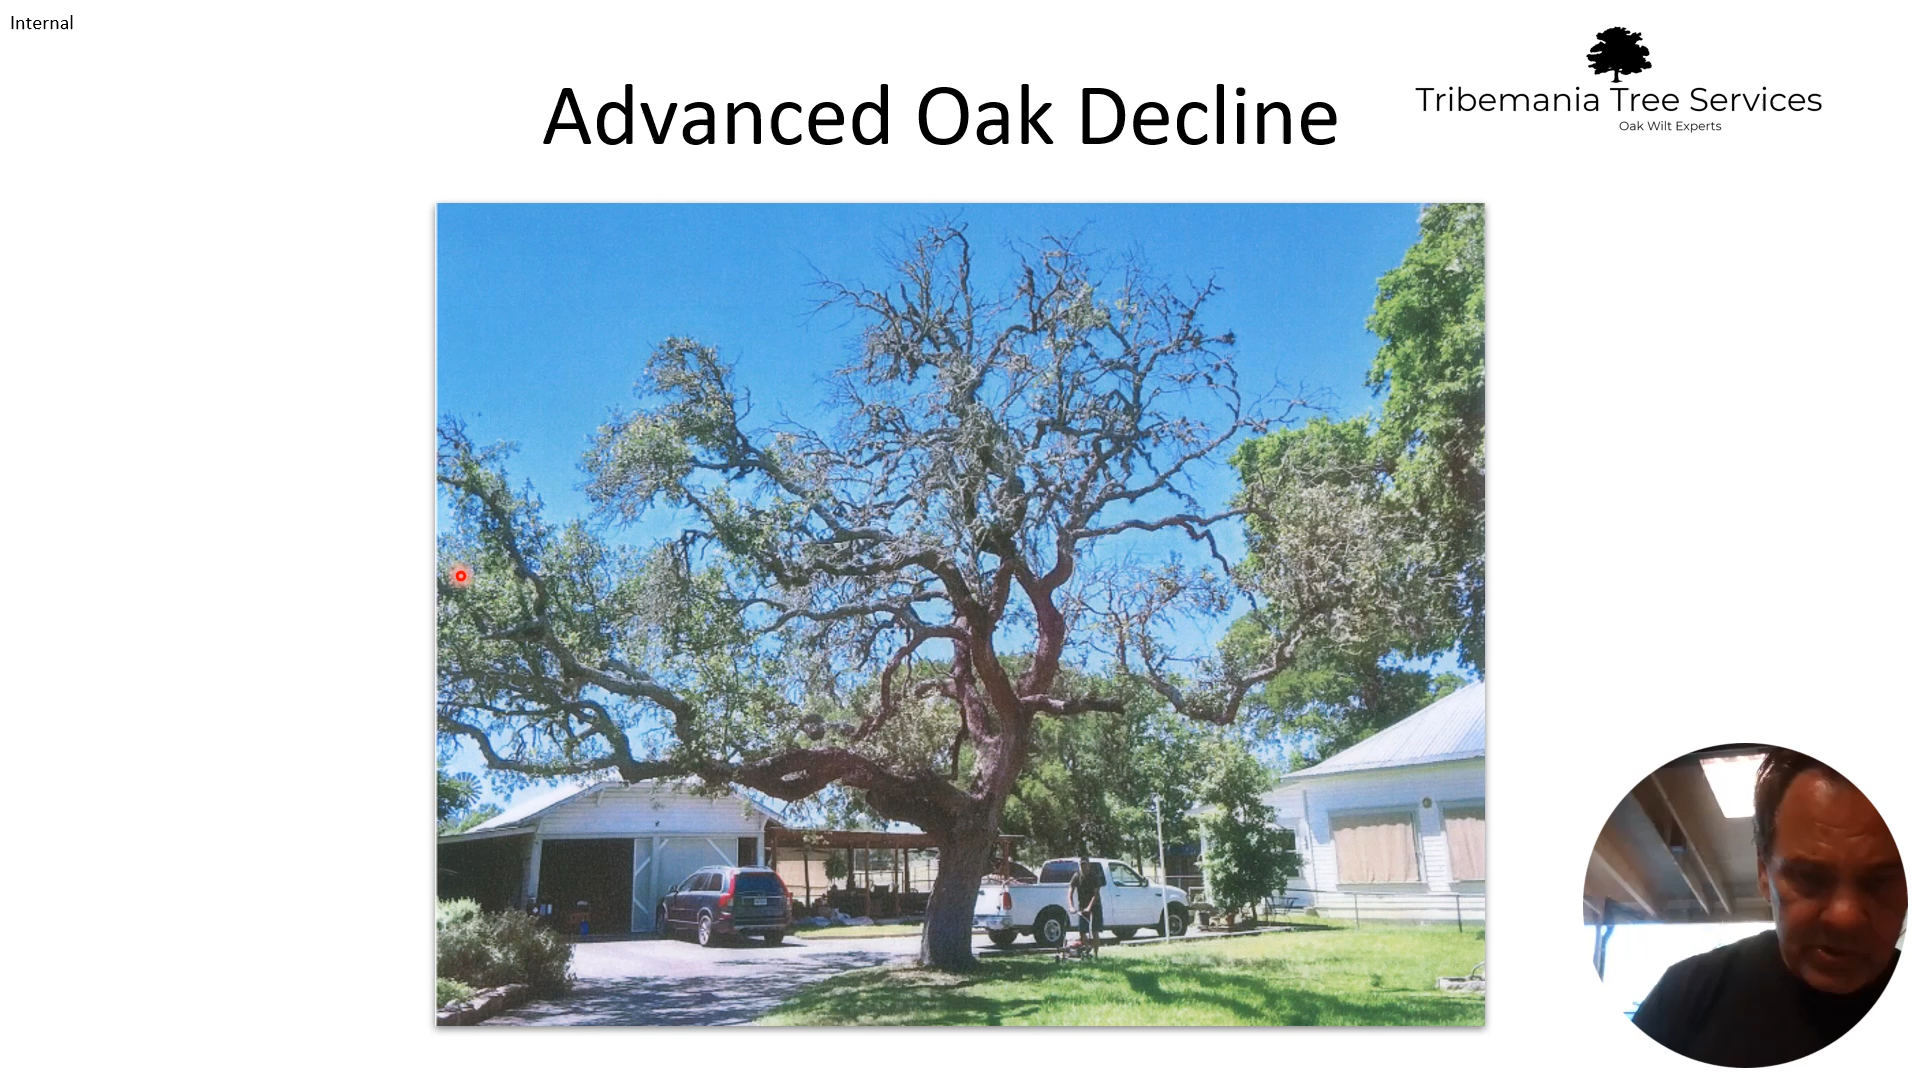 Internal
Advanced Oak Decline
Tribemania Tree Services
Oak Wilt Experts